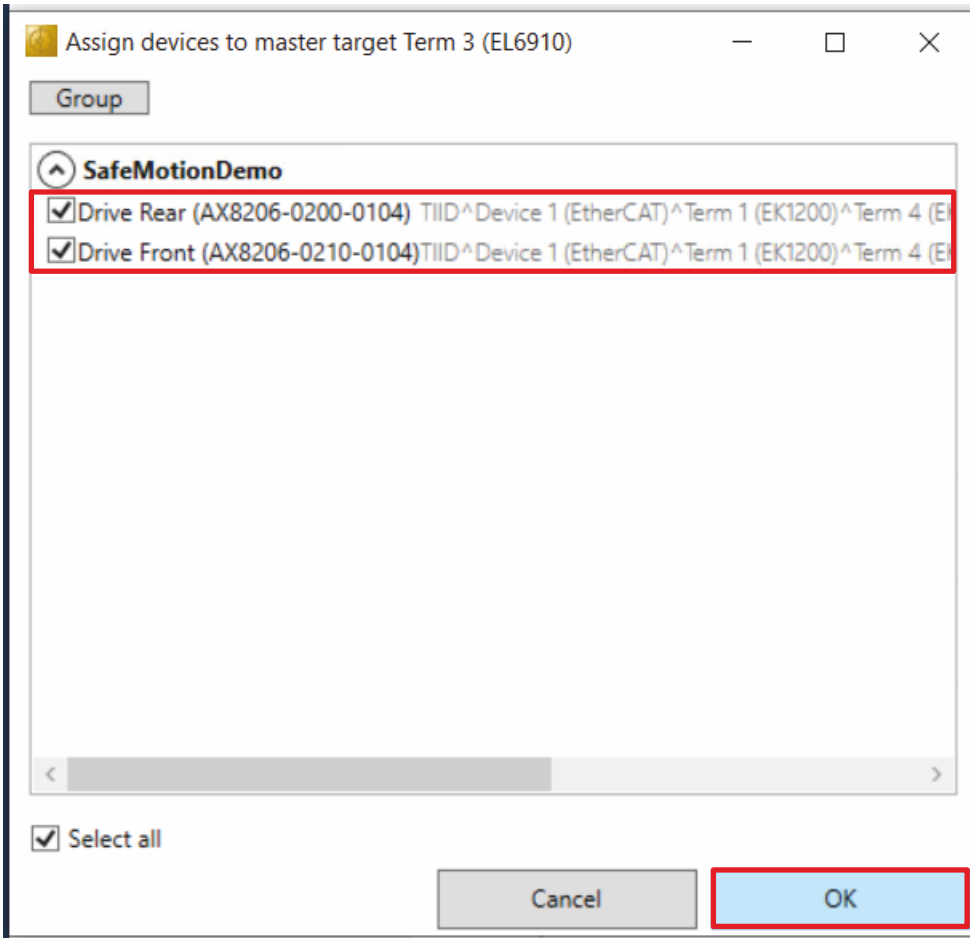 Assign devices to master target Term 3 (EL6910)
Group
SafeMotionDemo
Drive Rear (AX8206-0200-0104) TIID^Device 1 (EtherCAT)^Term 1 (EK1200)^Term 4 (
Drive Front (AX8206-0210-0104)TIID^Device 1 (EtherCAT)^Term 1 (EK1200)^Term 4 (
Select all
Cancel OK